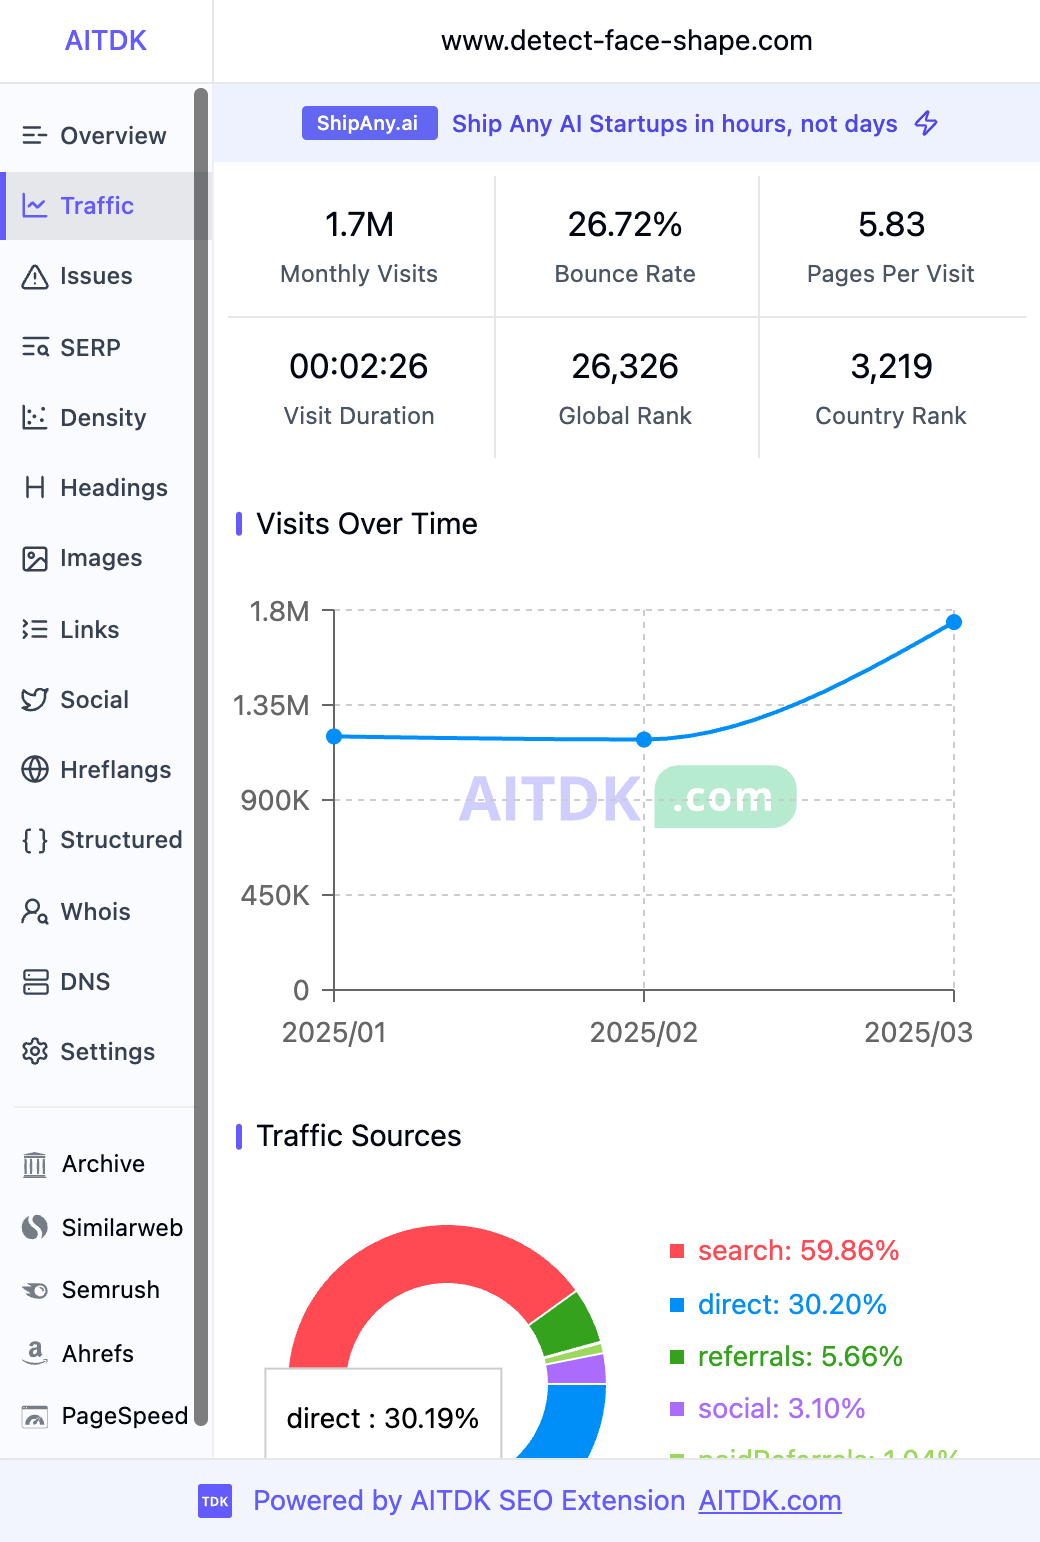 AITDK
www.detect-face-shape.com
ShipAny.ai Ship Any AI Startups in hours, not days
Overview
Traffic
Issues
SERP
Density
Headings
Images
Links
Social
Hreflangs
Structured
Whois
DNS
Settings
Archive
Similarweb
Semrush
Ahrefs
PageSpeed
1.7M
Monthly Visits
26.72%
Bounce Rate
5.83
Pages Per Visit
00:02:26
Visit Duration
26,326
Global Rank
3,219
Country Rank
Visits Over Time
1.8M
1.35M
900K
450K
0
2025/01
2025/02
2025/03
AITDK .com
Traffic Sources
direct : 30.19%
search: 59.86%
direct: 30.20%
referrals: 5.66%
social: 3.10%
paidReferrals: 1.04%
TDK Powered by AITDK SEO Extension AITDK.com